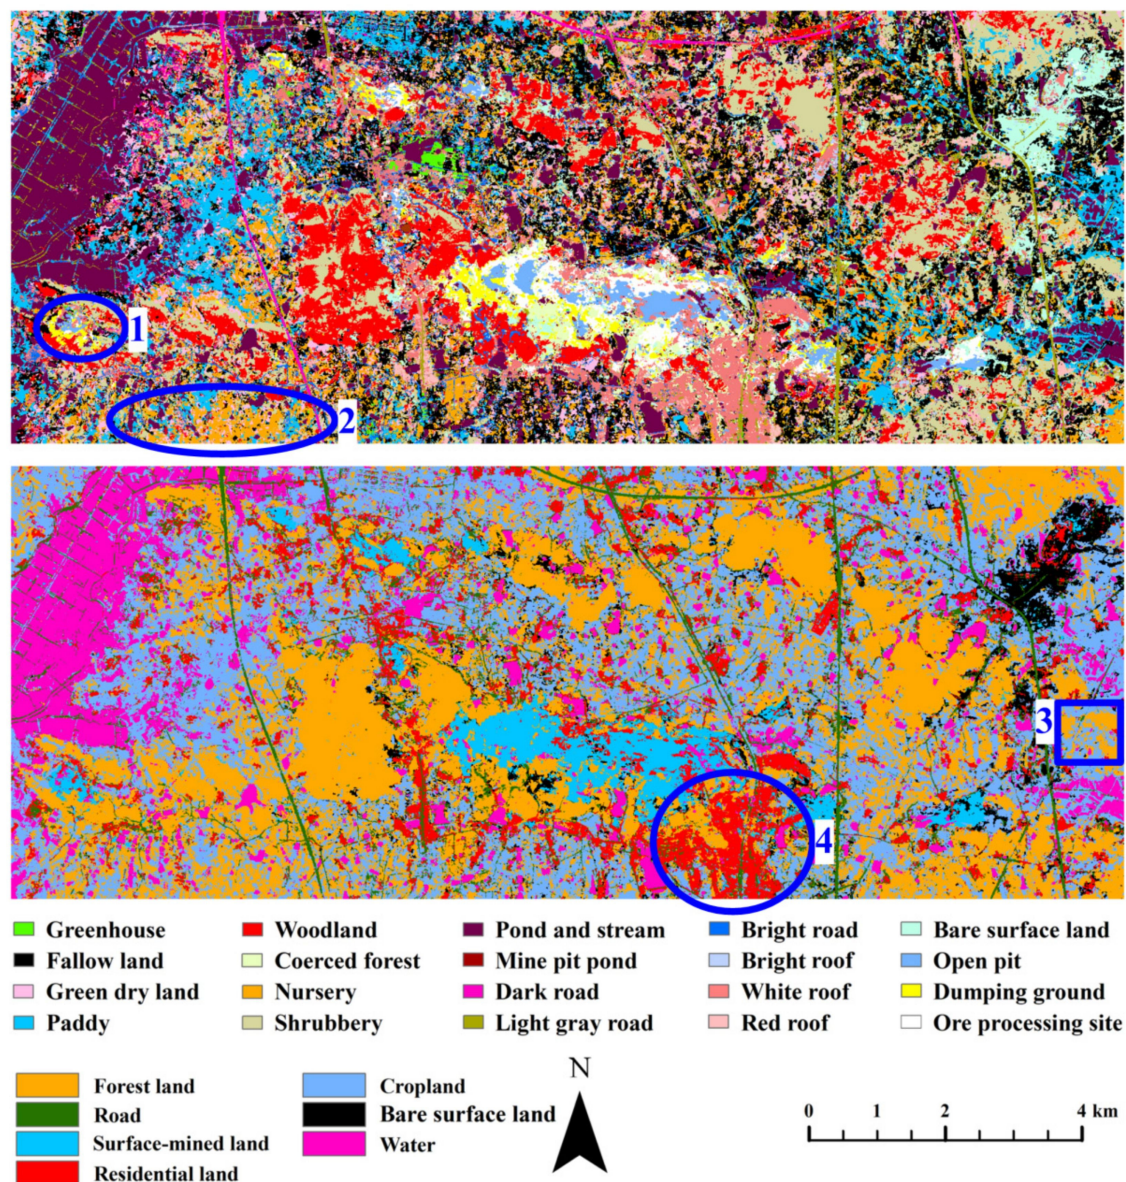 1
2
3
4
Greenhouse Woodland Pond and stream Bright road Bare surface land
Fallow land Coerced forest Mine pit pond Bright roof Open pit
Green dry land Nursery Dark road White roof Dumping ground
Paddy Shrubbery Light gray road Red roof Ore processing site
Forest land Cropland
Road Bare surface land
Surface-mined land Water
Residential land
N
0 1 2 4 km